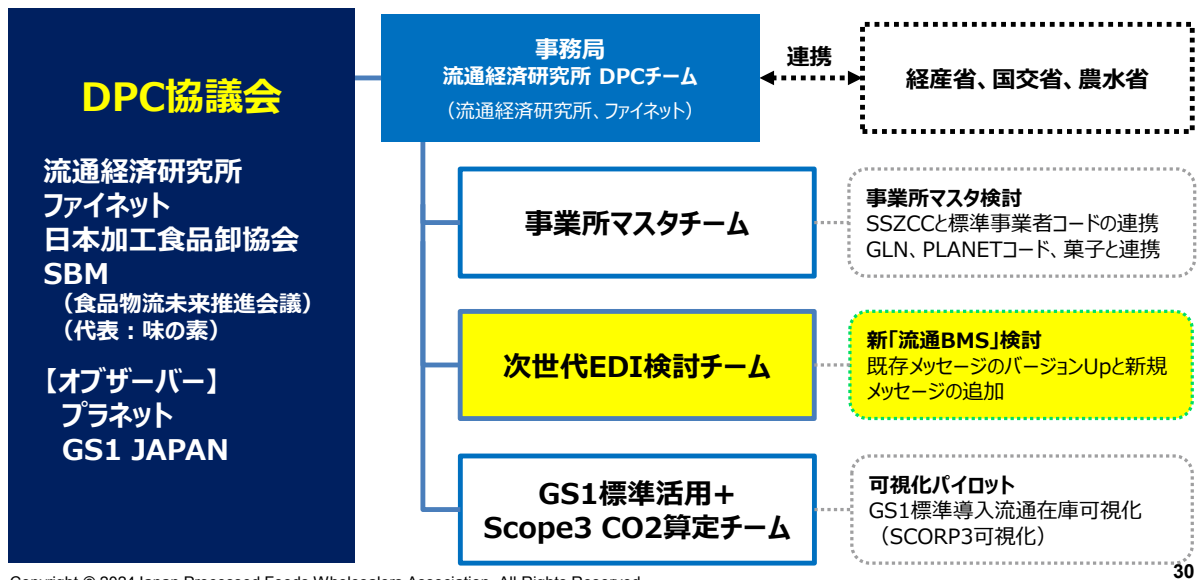 DPC協議会
流通経済研究所
ファイネット
日本加工食品卸協会
SBM
（食品物流未来推進会議）
（代表：味の素）
【オブザーバー】
プラネット
GS1 JAPAN
事務局
流通経済研究所 DPCチーム
（流通経済研究所、ファイネット）
連携
経産省、国交省、農水省
事業所マスタチーム
事業所マスタ検討
SSZCCと標準事業者コードの連携
GLN、PLANETコード、菓子と連携
次世代EDI検討チーム
新「流通BMS」検討
既存メッセージのバージョンUpと新規
メッセージの追加
GS1標準活用＋
Scope3 CO2算定チーム
可視化パイロット
GS1標準導入流通在庫可視化
（SCORP3可視化）
30